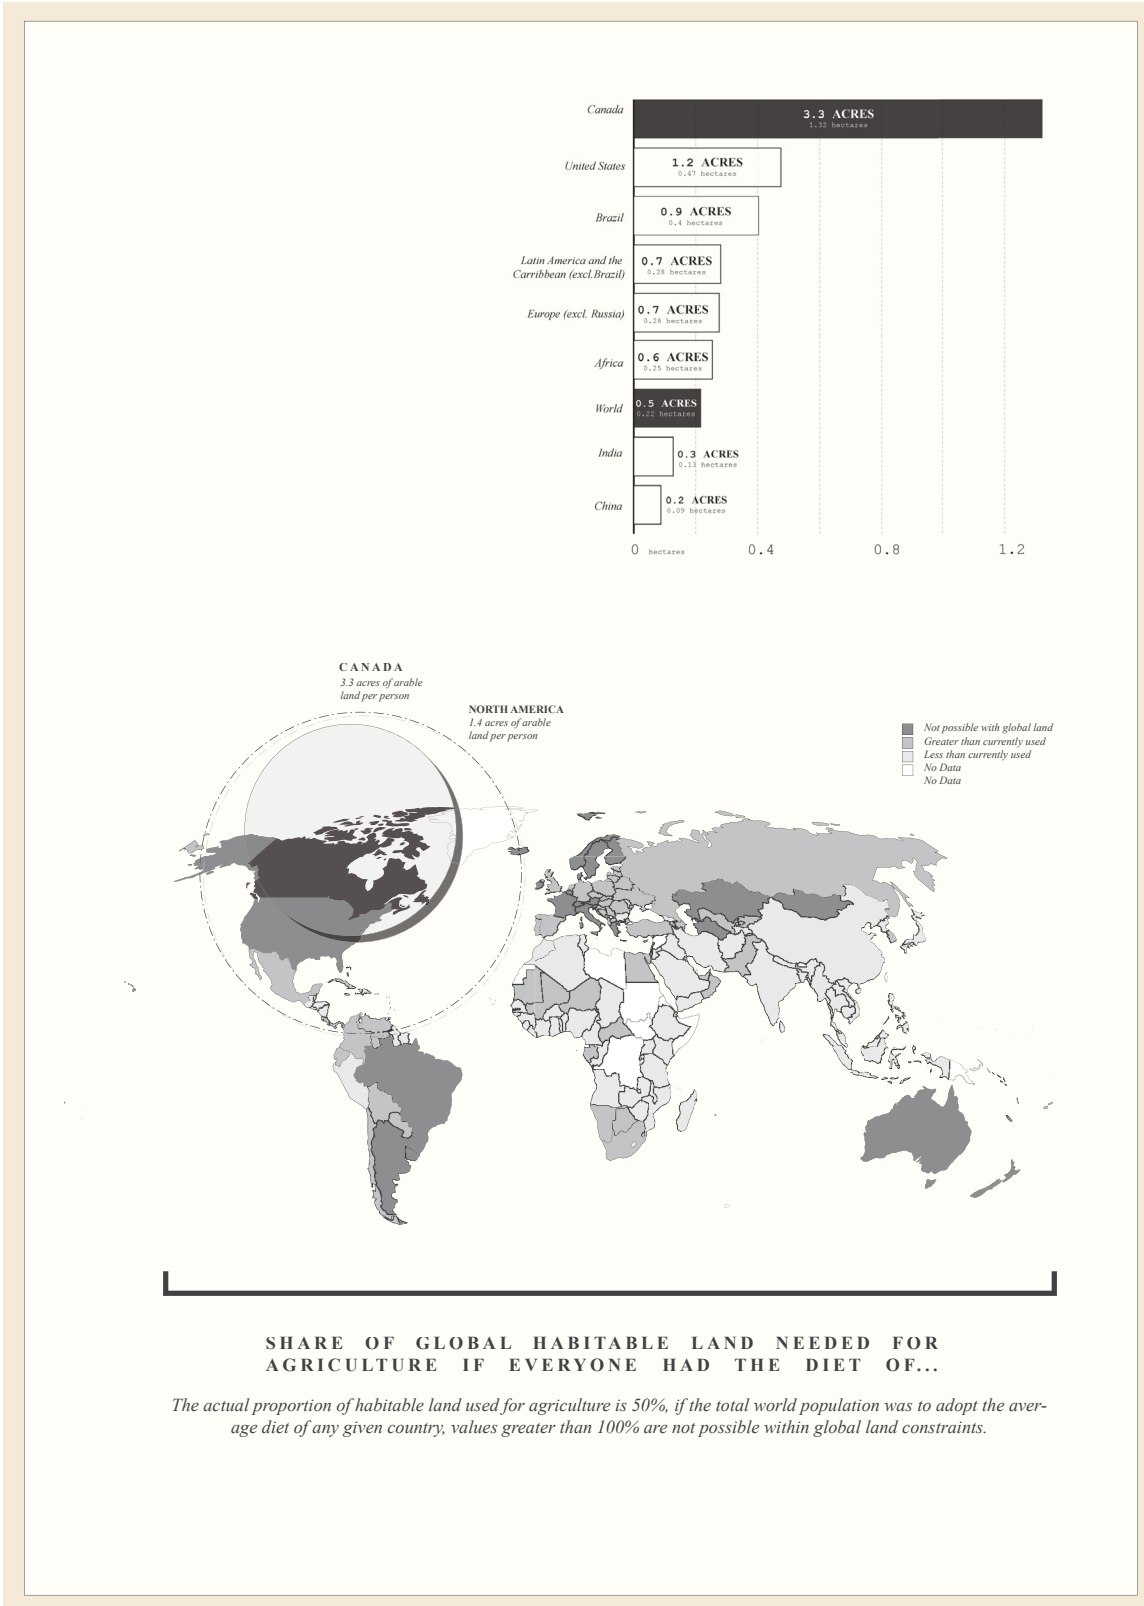 Canada
3.3 ACRES
1.32 hectares
United States
1.2 ACRES
0.47 hectares
Brazil
0.9 ACRES
0.4 hectares
Latin America and the
Carribbean (excl.Brazil)
0.7 ACRES
0.28 hectares
Europe (excl. Russia)
0.7 ACRES
0.28 hectares
Africa
0.6 ACRES
0.25 hectares
World
0.5 ACRES
0.22 hectares
India
0.3 ACRES
0.13 hectares
China
0.2 ACRES
0.09 hectares
0 hectares 0.4 0.8 1.2
CANADA
3.3 acres of arable
land per person
NORTH AMERICA
1.4 acres of arable
land per person
Not possible with global land
Greater than currently used
Less than currently used
No Data
No Data
SHARE OF GLOBAL HABITABLE LAND NEEDED FOR
AGRICULTURE IF EVERYONE HAD THE DIET OF...
The actual proportion of habitable land used for agriculture is 50%, if the total world population was to adopt the aver-
age diet of any given country, values greater than 100% are not possible within global land constraints.